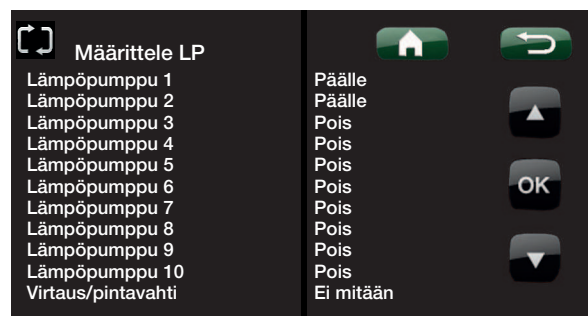 Määrittele LP
Lämpöpumppu 1 Päälle
Lämpöpumppu 2 Päälle
Lämpöpumppu 3 Pois
Lämpöpumppu 4 Pois
Lämpöpumppu 5 Pois
Lämpöpumppu 6 Pois
Lämpöpumppu 7 Pois
Lämpöpumppu 8 Pois
Lämpöpumppu 9 Pois
Lämpöpumppu 10 Pois
Virtaus/pintavahti Ei mitään
OK